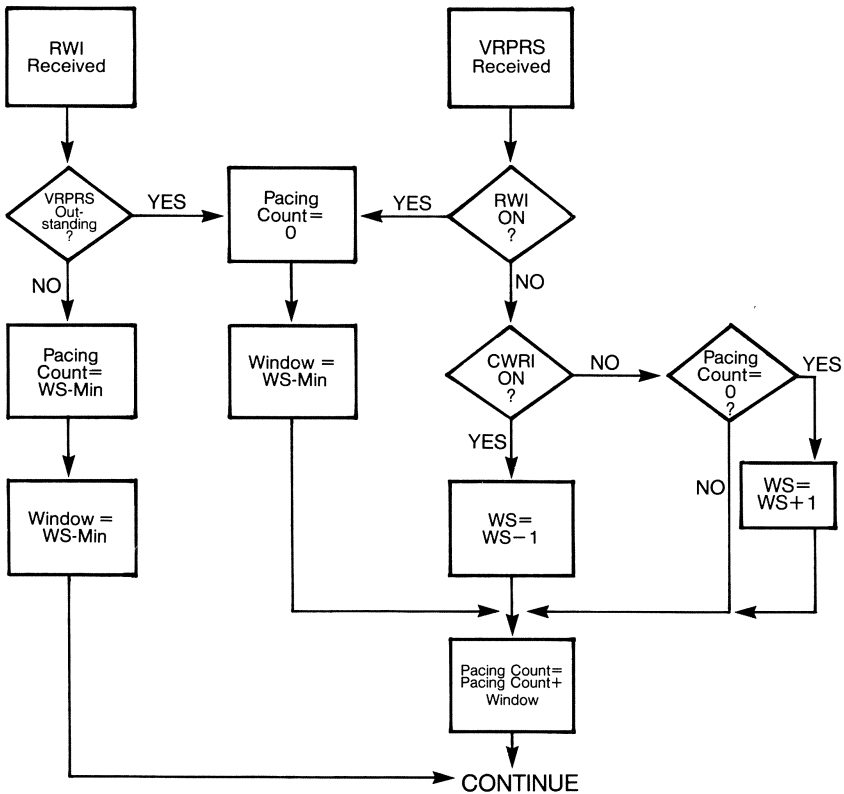 RWI
Received
VRPRS
Received
VRPRS
Out-
standing
?
YES
Pacing
Count=
0
YES
RWI
ON
?
NO
NO
Pacing
Count=
WS-Min
Window =
WS-Min
CWRI
ON
?
NO
Pacing
Count=
0
?
YES
YES
NO
Window =
WS-Min
WS=
WS−1
WS=
WS+1
Pacing Count=
Pacing Count+
Window
CONTINUE